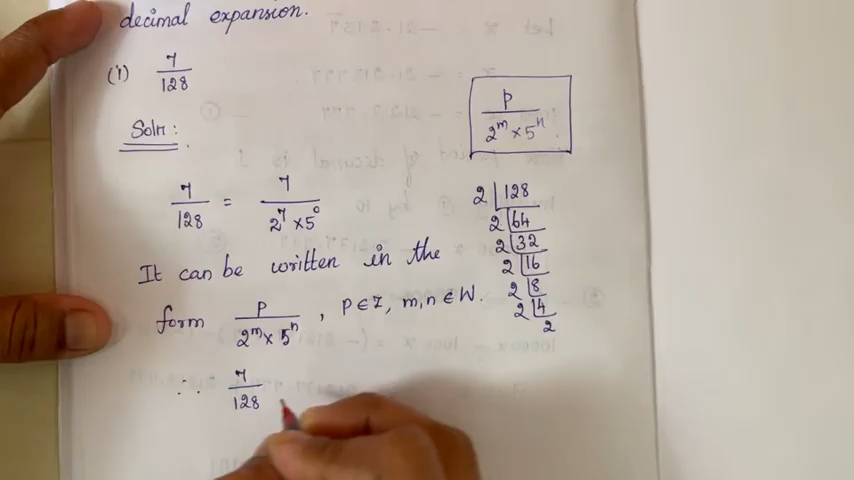 decimal expansion.
(i) 7/128
Soln:
p/2^m × 5^n
7/128 = 7/2^7 × 5^0
2 | 128
2 | 64
2 | 32
2 | 16
2 | 8
2 | 4
2
It can be written in the
form p/2^m × 5^n , p ∈ Z, m,n ∈ W.
∴ 7/128